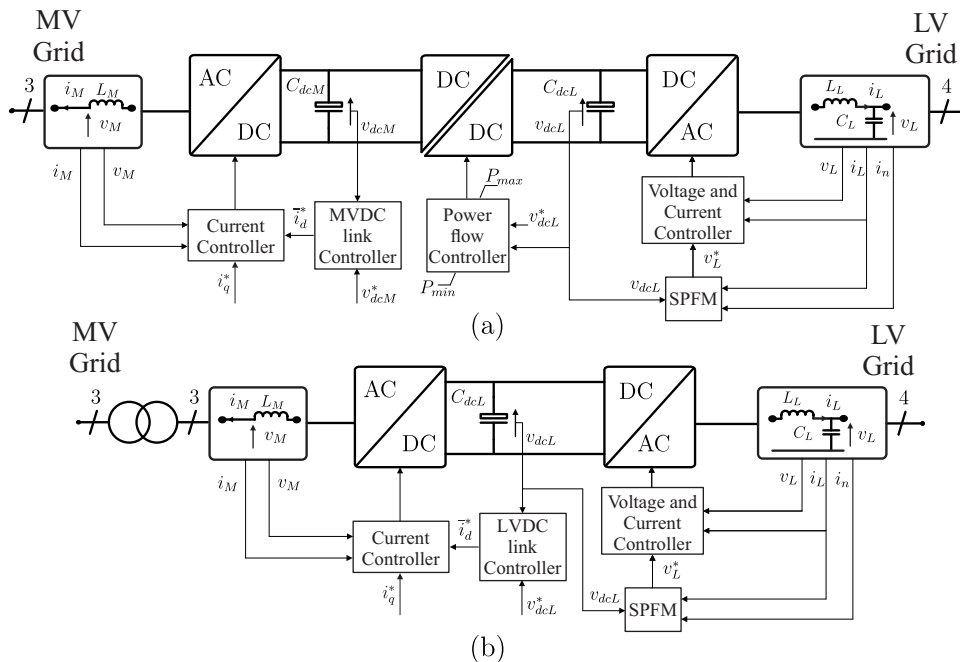 MV
Grid
LV
Grid
3
i_M
L_M
v_M
AC
DC
C_dcM
v_dcM
DC
DC
C_dcL
v_dcL
DC
AC
L_L
i_L
C_L
v_L
4
i_M
v_M
v_L
i_L
i_n
Current
Controller
i̅_d^*
MVDC
link
Controller
P_max
Power
flow
Controller
P_min
v_dcL^*
Voltage and
Current
Controller
v_L^*
v_dcL
SPFM
i_q^*
v_dcM^*
(a)
MV
Grid
LV
Grid
3
3
i_M
L_M
v_M
AC
DC
C_dcL
v_dcL
DC
AC
L_L
i_L
C_L
v_L
4
i_M
v_M
v_L
i_L
i_n
Current
Controller
i̅_d^*
LVDC
link
Controller
Voltage and
Current
Controller
v_L^*
v_dcL
SPFM
i_q^*
v_dcL^*
(b)